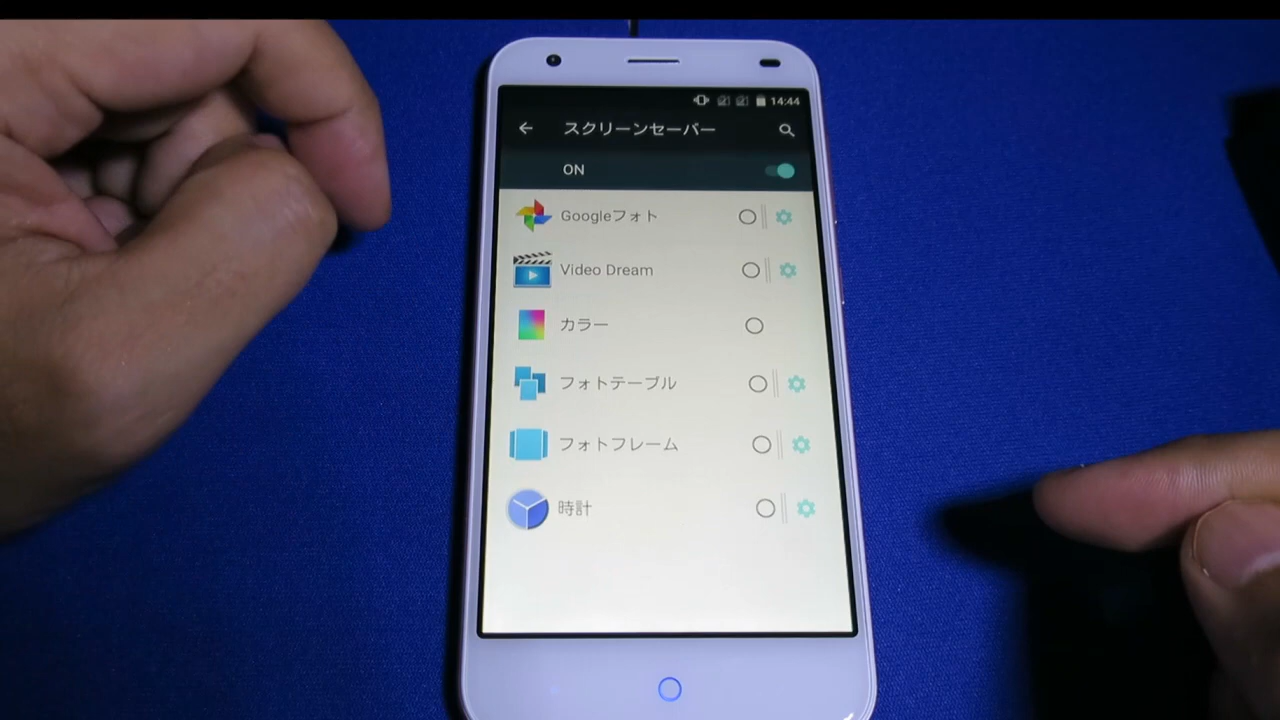 14:44
スクリーンセーバー
ON
Googleフォト
Video Dream
カラー
フォトテーブル
フォトフレーム
時計